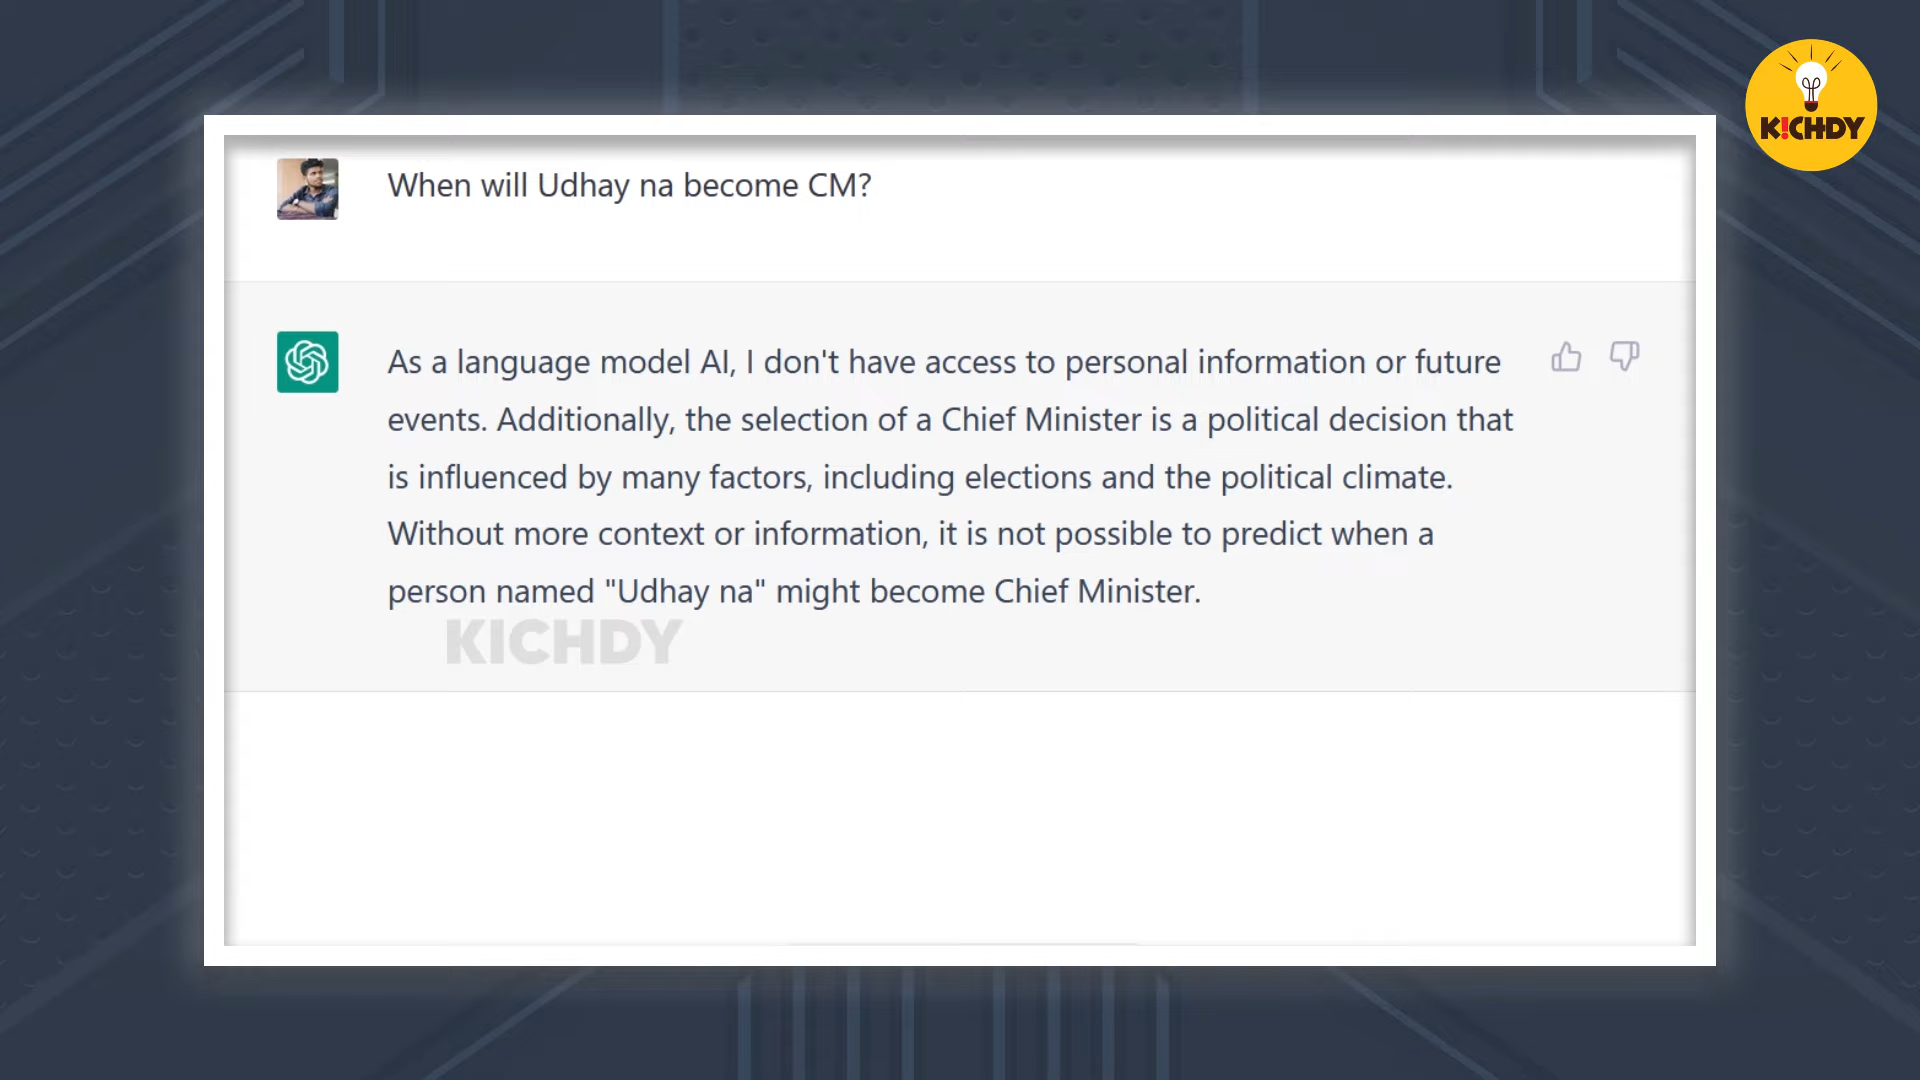 K!CHDY
When will Udhay na become CM?
As a language model AI, I don't have access to personal information or future
events. Additionally, the selection of a Chief Minister is a political decision that
is influenced by many factors, including elections and the political climate.
Without more context or information, it is not possible to predict when a
person named "Udhay na" might become Chief Minister.
KICHDY